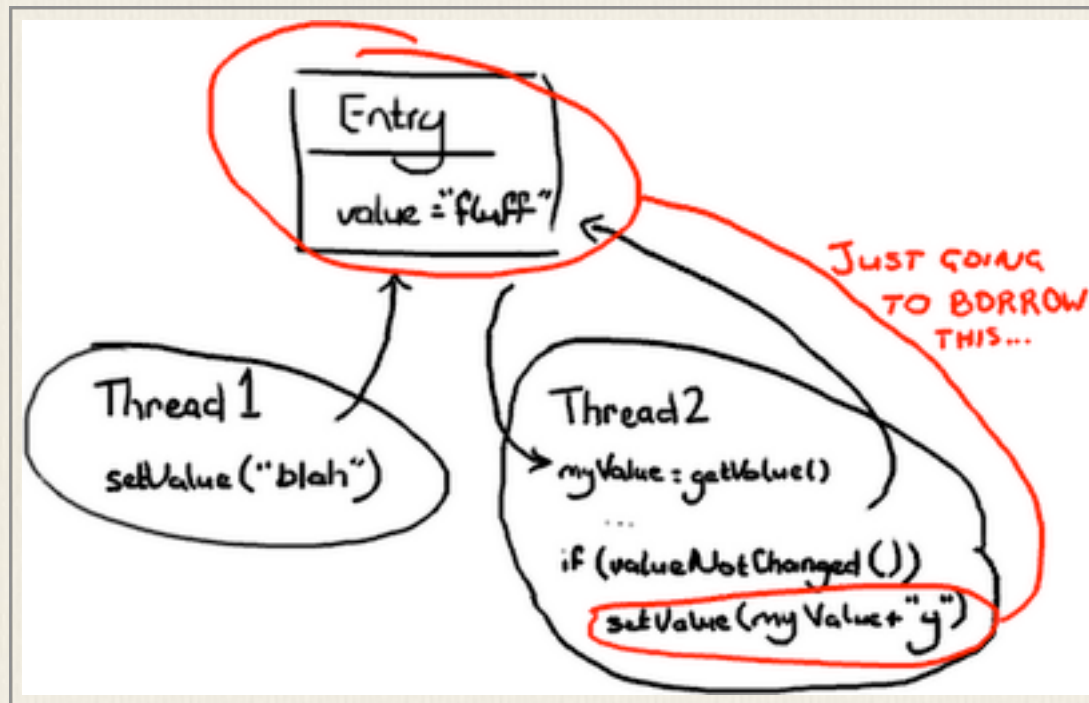 Entry
value = "fluff"
JUST GOING
TO BORROW
THIS...
Thread 1
setValue("blah")
Thread 2
myValue = getValue()
...
if (valueNotChanged())
setValue(myValue+"y")